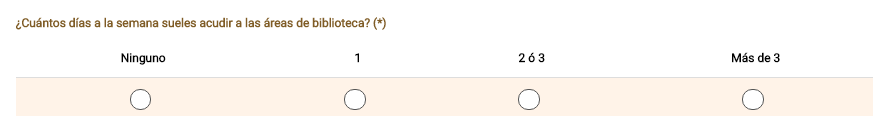 ¿Cuántos días a la semana sueles acudir a las áreas de biblioteca? (*)
Ninguno 1 2 ó 3 Más de 3